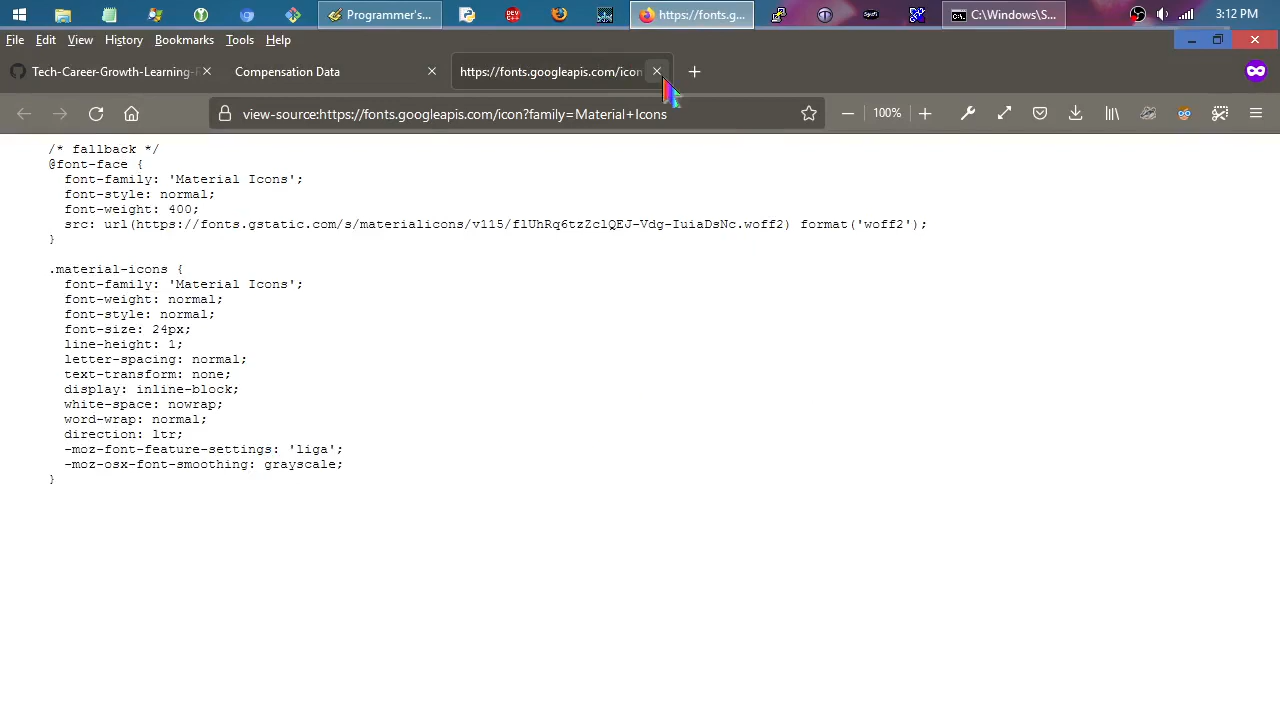 Programmer's...
https://fonts.g...
C:\Windows\S...
3:12 PM
File Edit View History Bookmarks Tools Help
Tech-Career-Growth-Learning-
Compensation Data
https://fonts.googleapis.com/icon
view-source:https://fonts.googleapis.com/icon?family=Material+Icons
100%
/* fallback */
@font-face {
font-family: 'Material Icons';
font-style: normal;
font-weight: 400;
src: url(https://fonts.gstatic.com/s/materialicons/v115/flUhRq6tzZclQEJ-Vdg-IuiaDsNc.woff2) format('woff2');
}
.material-icons {
font-family: 'Material Icons';
font-weight: normal;
font-style: normal;
font-size: 24px;
line-height: 1;
letter-spacing: normal;
text-transform: none;
display: inline-block;
white-space: nowrap;
word-wrap: normal;
direction: ltr;
-moz-font-feature-settings: 'liga';
-moz-osx-font-smoothing: grayscale;
}